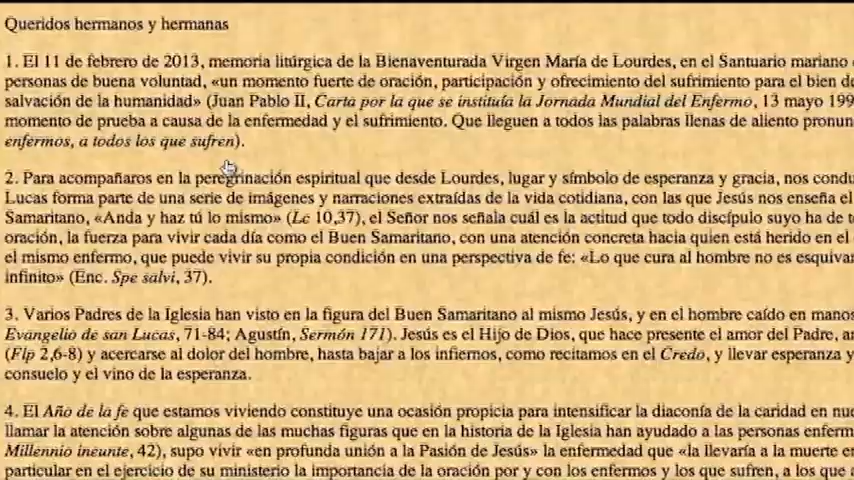 Queridos hermanos y hermanas
1. El 11 de febrero de 2013, memoria litúrgica de la Bienaventurada Virgen María de Lourdes, en el Santuario mariano
personas de buena voluntad, «un momento fuerte de oración, participación y ofrecimiento del sufrimiento para el bien de
salvación de la humanidad» (Juan Pablo II, Carta por la que se instituía la Jornada Mundial del Enfermo, 13 mayo 199
momento de prueba a causa de la enfermedad y el sufrimiento. Que lleguen a todos las palabras llenas de aliento pronun
enfermos, a todos los que sufren).
2. Para acompañaros en la peregrinación espiritual que desde Lourdes, lugar y símbolo de esperanza y gracia, nos condu
Lucas forma parte de una serie de imágenes y narraciones extraídas de la vida cotidiana, con las que Jesús nos enseña el
Samaritano, «Anda y haz tú lo mismo» (Lc 10,37), el Señor nos señala cuál es la actitud que todo discípulo suyo ha de t
oración, la fuerza para vivir cada día como el Buen Samaritano, con una atención concreta hacia quien está herido en el
el mismo enfermo, que puede vivir su propia condición en una perspectiva de fe: «Lo que cura al hombre no es esquivar
infinito» (Enc. Spe salvi, 37).
3. Varios Padres de la Iglesia han visto en la figura del Buen Samaritano al mismo Jesús, y en el hombre caído en manos
Evangelio de san Lucas, 71-84; Agustín, Sermón 171). Jesús es el Hijo de Dios, que hace presente el amor del Padre, a
(Flp 2,6-8) y acercarse al dolor del hombre, hasta bajar a los infiernos, como recitamos en el Credo, y llevar esperanza y
consuelo y el vino de la esperanza.
4. El Año de la fe que estamos viviendo constituye una ocasión propicia para intensificar la diaconía de la caridad en nue
llamar la atención sobre algunas de las muchas figuras que en la historia de la Iglesia han ayudado a las personas enferm
Millennio ineunte, 42), supo vivir «en profunda unión a la Pasión de Jesús» la enfermedad que «la llevaría a la muerte en
particular en el ejercicio de su ministerio la importancia de la oración por y con los enfermos y los que sufren, a los que